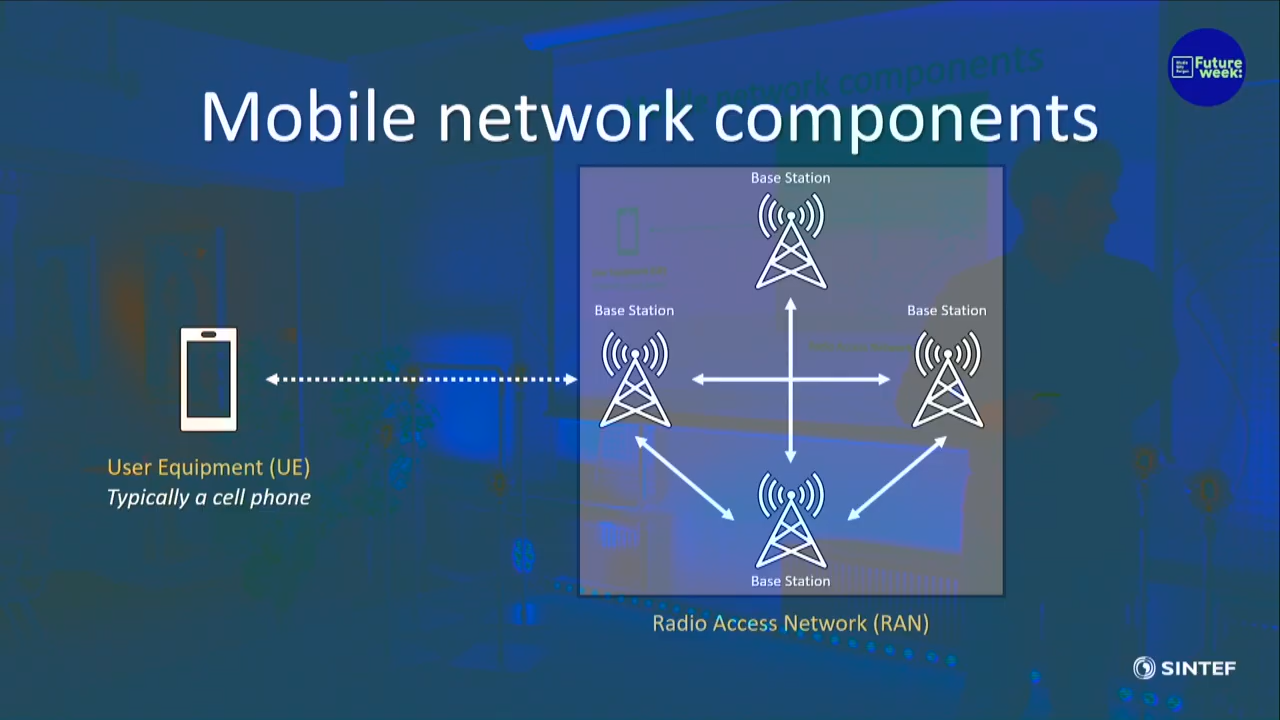 Future
week:
Mobile network components
Base Station
Base Station
Base Station
User Equipment (UE)
Typically a cell phone
Base Station
Radio Access Network (RAN)
SINTEF